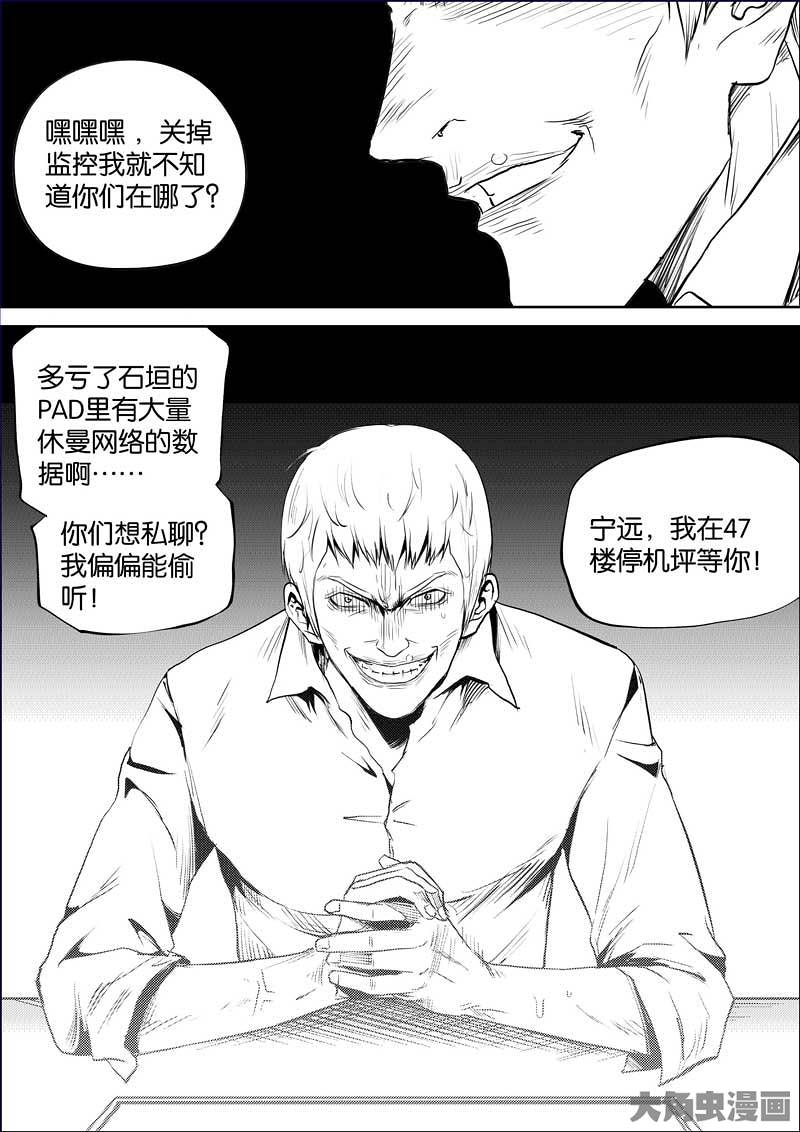 嘿嘿嘿，关掉
监控我就不知
道你们在哪了？
多亏了石垣的
PAD里有大量
休曼网络的数
据啊……
你们想私聊？
我偏偏能偷
听！
宁远，我在47
楼停机坪等你！
大角虫漫画